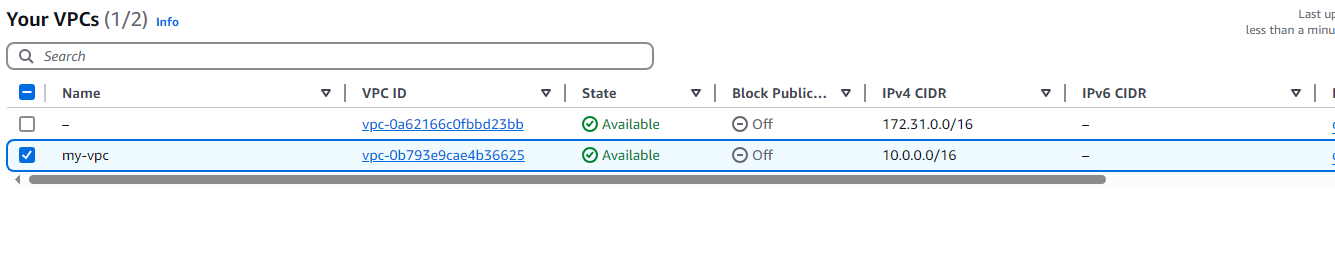 Your VPCs (1/2) Info
Last up
less than a minu
Search
Name VPC ID State Block Public... IPv4 CIDR IPv6 CIDR
– vpc-0a62166c0fbbd23bb Available Off 172.31.0.0/16 –
my-vpc vpc-0b793e9cae4b36625 Available Off 10.0.0.0/16 –